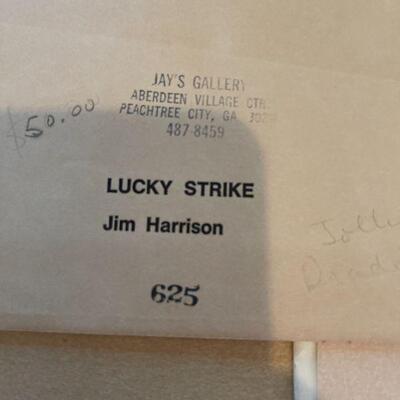 JAY'S GALLERY
ABERDEEN VILLAGE CTR.
PEACHTREE CITY, GA
487-8459
$50.00
LUCKY STRIKE
Jim Harrison
625